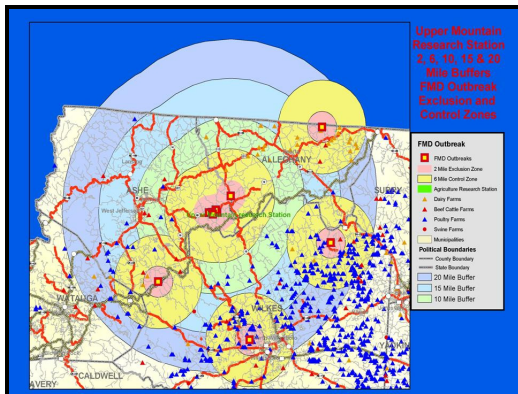 Upper Mountain
Research Station
2, 6, 10, 15 & 20
Mile Buffers
FMD Outbreak
Exclusion and
Control Zones
FMD Outbreak
FMD Outbreaks
2 Mile Exclusion Zone
6 Mile Control Zone
Agriculture Research Station
Dairy Farms
Beef Cattle Farms
Poultry Farms
Swine Farms
Municipalities
Political Boundaries
County Boundary
State Boundary
20 Mile Buffer
15 Mile Buffer
10 Mile Buffer
ALLEGHANY
ASHE
SURRY
West Jefferson
Research Station
WATAUGA
WILKES
CALDWELL
AVERY